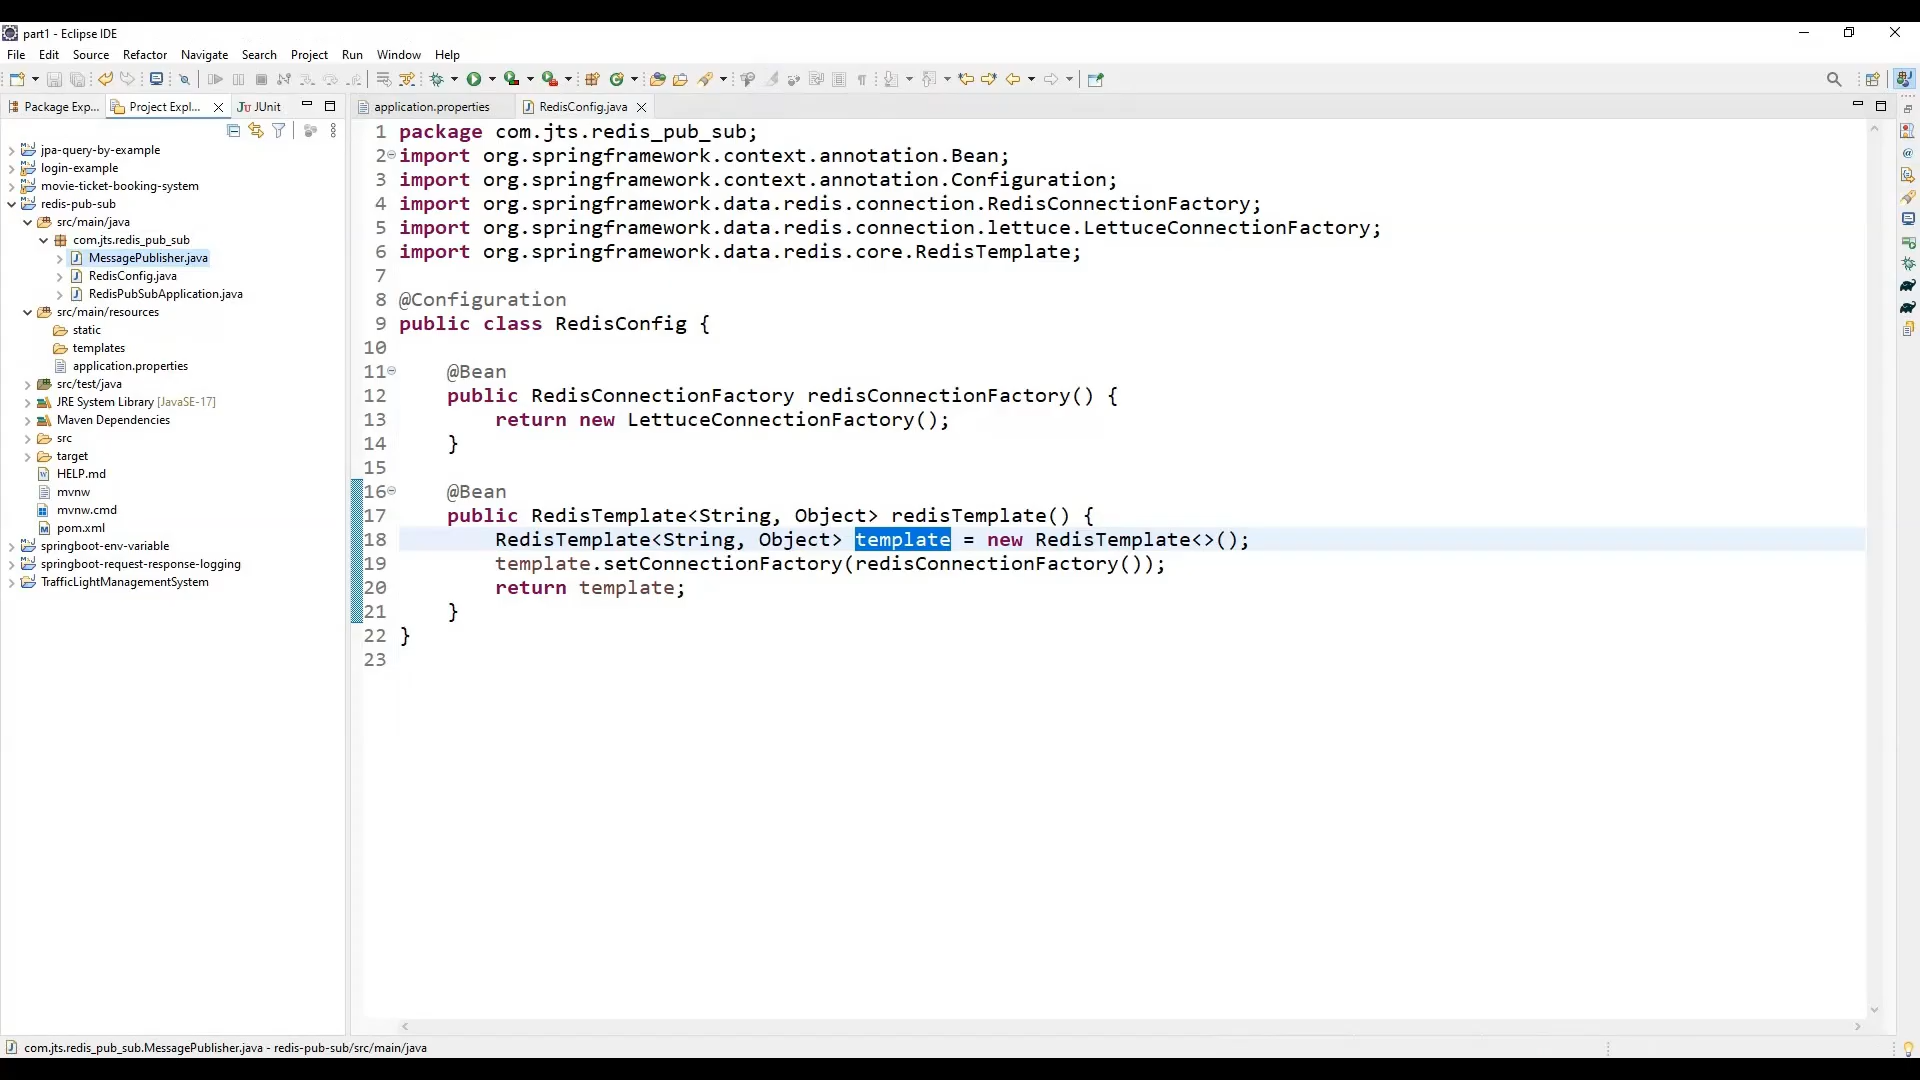 part1 - Eclipse IDE
File Edit Source Refactor Navigate Search Project Run Window Help
Package Exp... Project Expl... JUnit
application.properties RedisConfig.java
jpa-query-by-example
login-example
movie-ticket-booking-system
redis-pub-sub
src/main/java
com.jts.redis_pub_sub
MessagePublisher.java
RedisConfig.java
RedisPubSubApplication.java
src/main/resources
static
templates
application.properties
src/test/java
JRE System Library [JavaSE-17]
Maven Dependencies
src
target
HELP.md
mvnw
mvnw.cmd
pom.xml
springboot-env-variable
springboot-request-response-logging
TrafficLightManagementSystem
1 package com.jts.redis_pub_sub;
2 import org.springframework.context.annotation.Bean;
3 import org.springframework.context.annotation.Configuration;
4 import org.springframework.data.redis.connection.RedisConnectionFactory;
5 import org.springframework.data.redis.connection.lettuce.LettuceConnectionFactory;
6 import org.springframework.data.redis.core.RedisTemplate;
7
8 @Configuration
9 public class RedisConfig {
10
11 @Bean
12 public RedisConnectionFactory redisConnectionFactory() {
13 return new LettuceConnectionFactory();
14 }
15
16 @Bean
17 public RedisTemplate<String, Object> redisTemplate() {
18 RedisTemplate<String, Object> template = new RedisTemplate<>();
19 template.setConnectionFactory(redisConnectionFactory());
20 return template;
21 }
22 }
23
com.jts.redis_pub_sub.MessagePublisher.java - redis-pub-sub/src/main/java